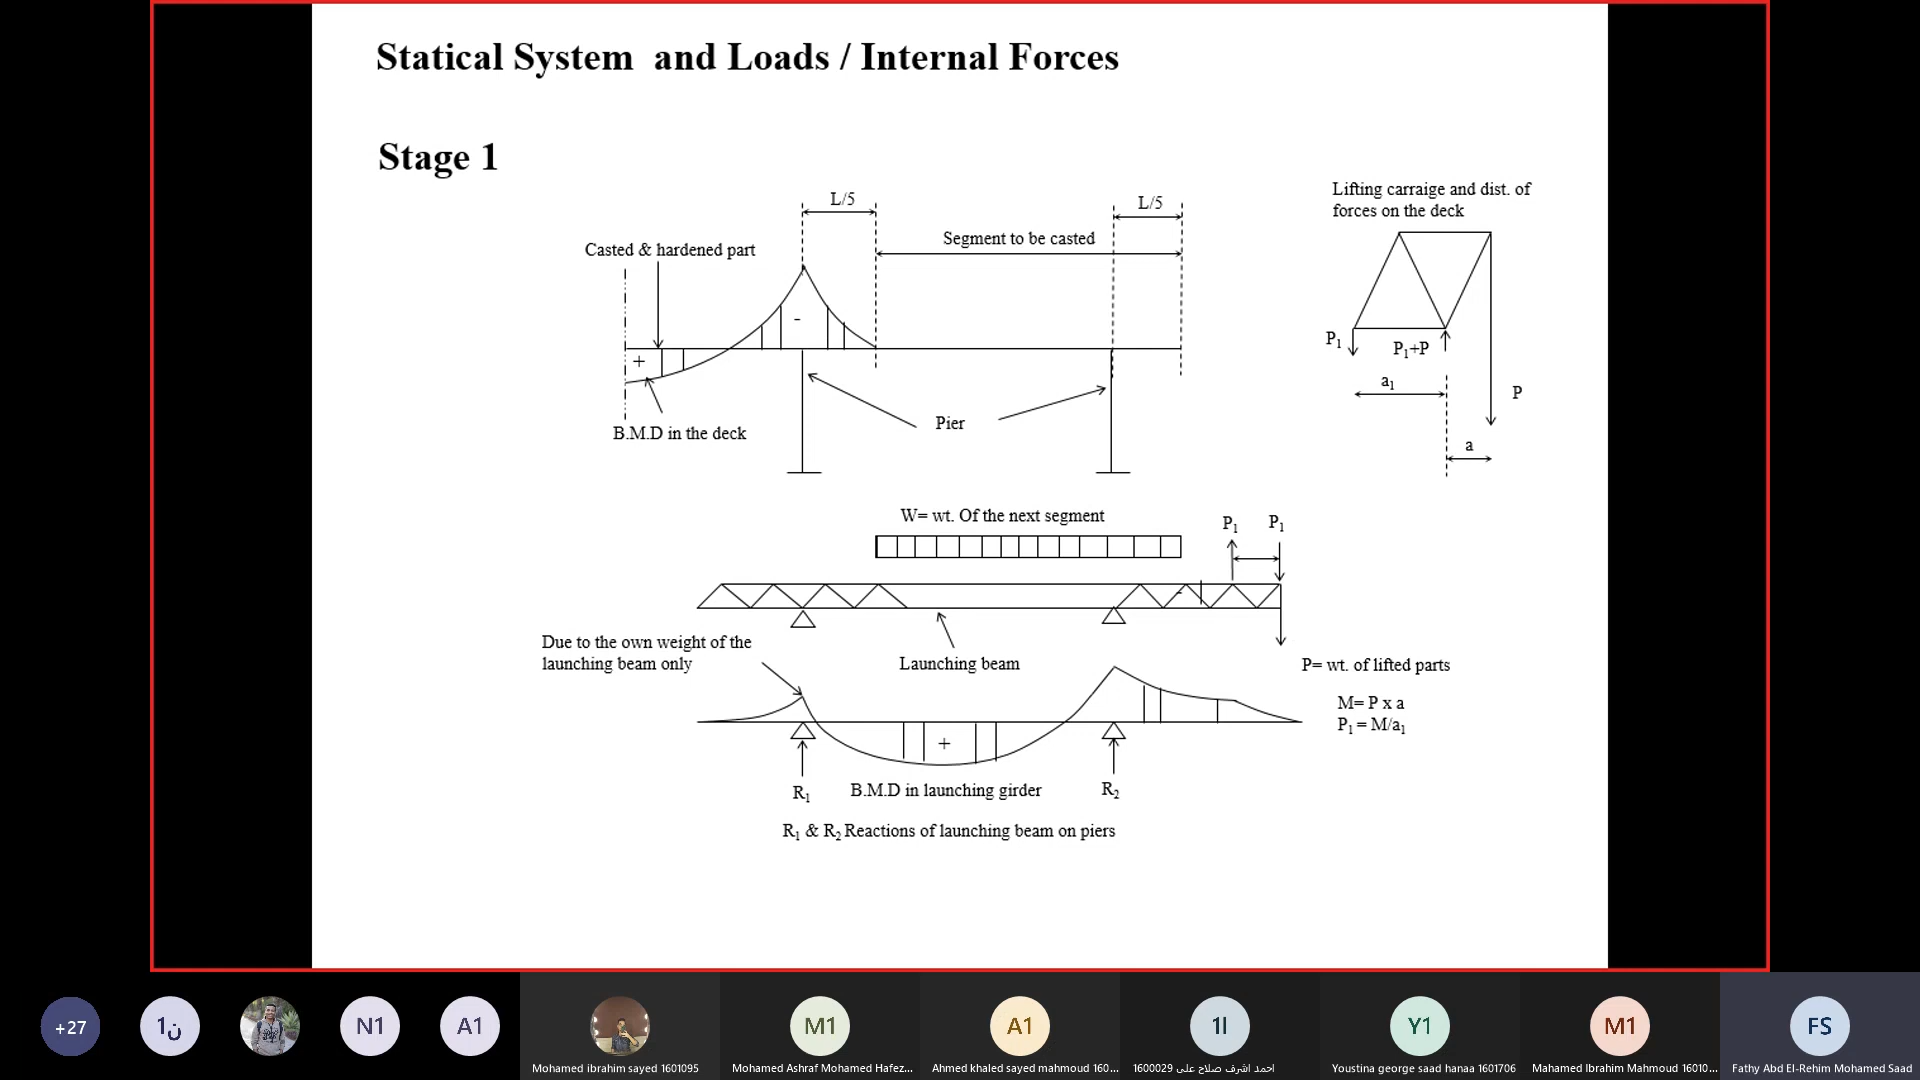 Statical System and Loads / Internal Forces
Stage 1
L/5
L/5
Lifting carraige and dist. of
forces on the deck
Segment to be casted
Casted & hardened part
-
+
P₁
P₁+P
a₁
P
a
Pier
B.M.D in the deck
W= wt. Of the next segment
P₁
P₁
-
Due to the own weight of the
launching beam only
Launching beam
P= wt. of lifted parts
M= P x a
P₁ = M/a₁
+
R₁
B.M.D in launching girder
R₂
R₁ & R₂ Reactions of launching beam on piers
+27
ن1
N1
A1
M1
A1
1ا
Y1
M1
FS
Mohamed ibrahim sayed 1601095
Mohamed Ashraf Mohamed Hafez...
Ahmed khaled sayed mahmoud 160...
احمد اشرف صلاح على 1600029
Youstina george saad hanaa 1601706
Mahamed Ibrahim Mahmoud 16010...
Fathy Abd El-Rehim Mohamed Saad